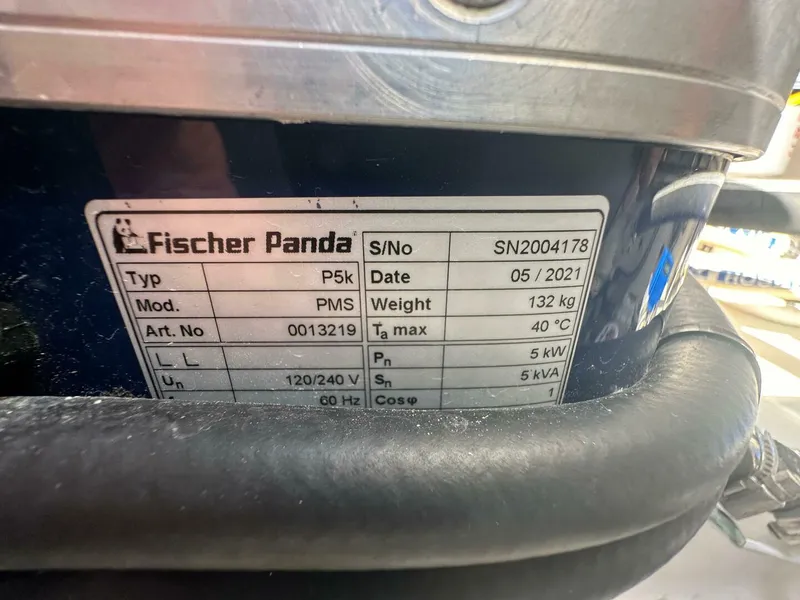 Fischer Panda
S/No SN2004178
Typ P5k Date 05 / 2021
Mod. PMS Weight 132 kg
Art. No 0013219 Ta max 40 °C
Pn 5 kW
Un 120/240 V Sn 5 kVA
60 Hz Cosφ 1